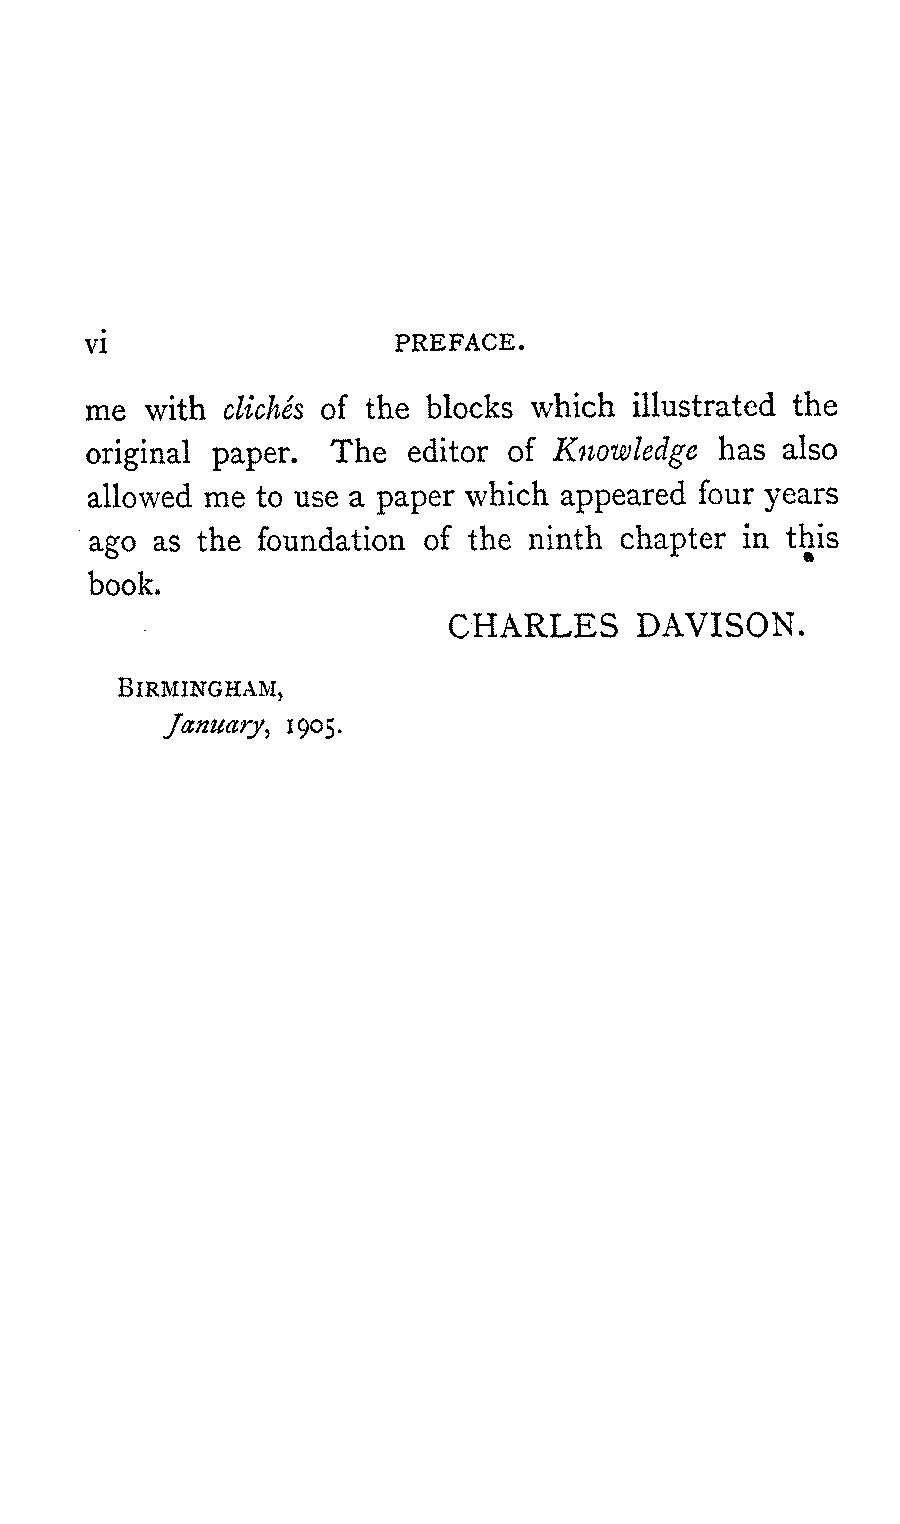 vi PREFACE.
me with clichés of the blocks which illustrated the
original paper. The editor of Knowledge has also
allowed me to use a paper which appeared four years
ago as the foundation of the ninth chapter in this
book.
CHARLES DAVISON.
BIRMINGHAM,
January, 1905.